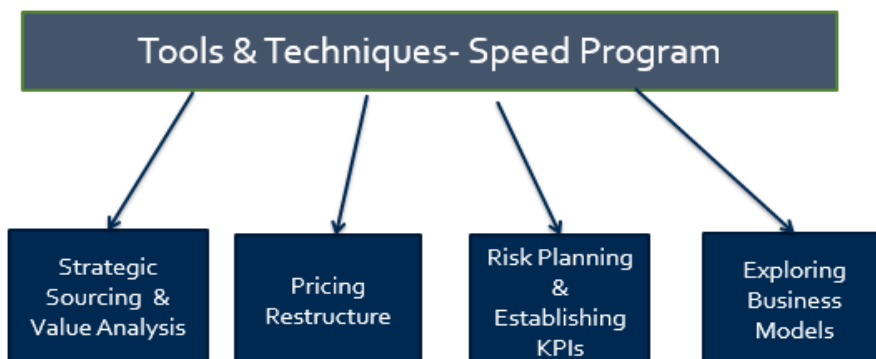 Tools & Techniques- Speed Program
Strategic
Sourcing &
Value Analysis
Pricing
Restructure
Risk Planning
&
Establishing
KPIs
Exploring
Business
Models